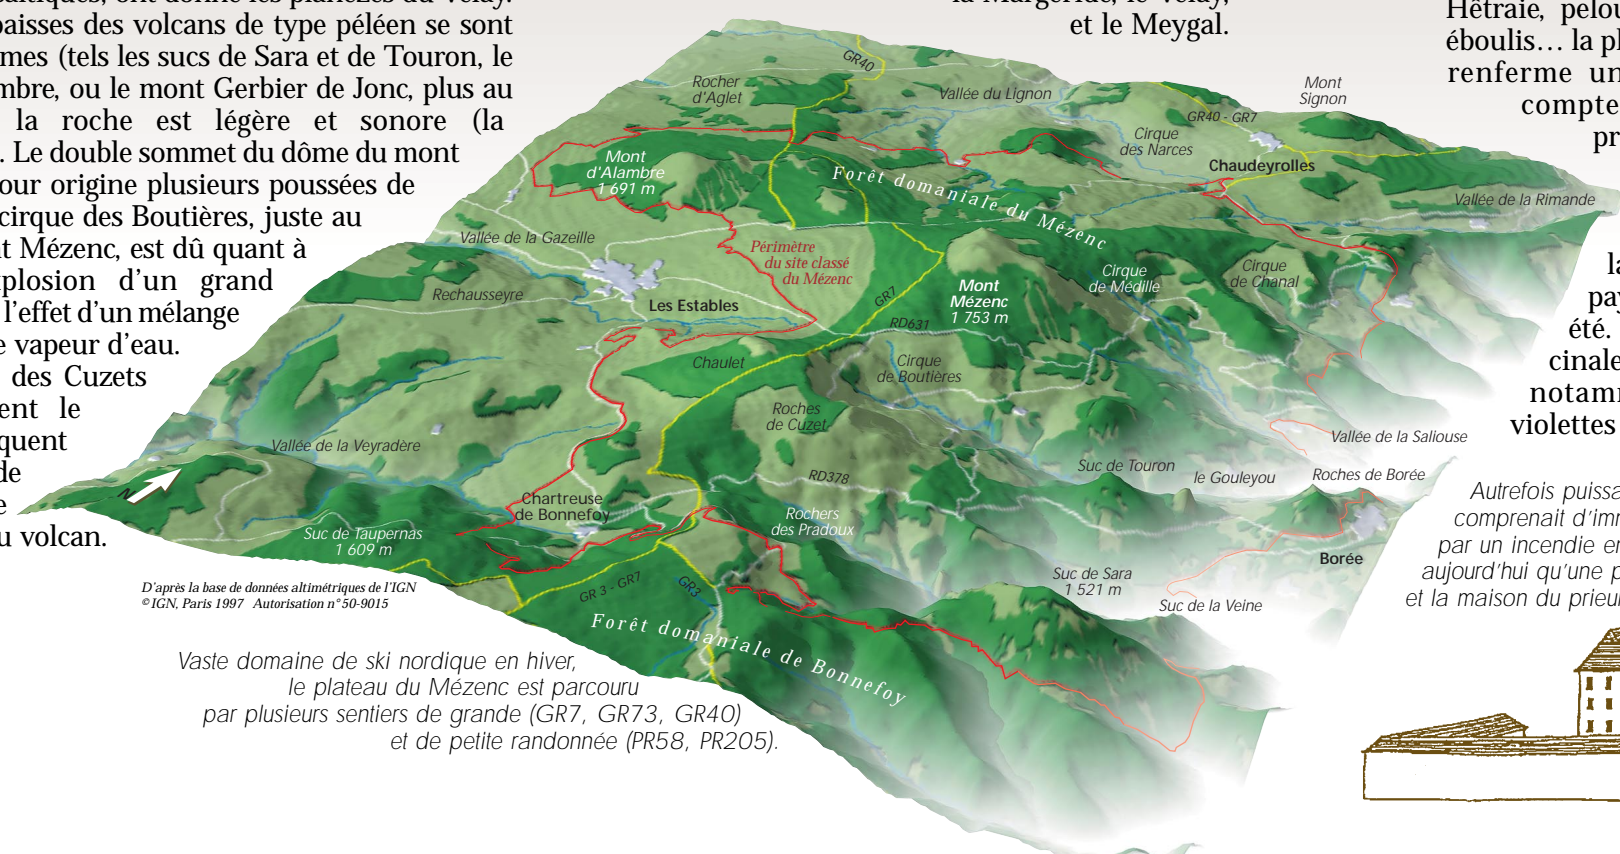 saltiques, ont donné les planèzes du Velay.
paisses des volcans de type péléen se sont
mes (tels les sucs de Sara et de Touron, le
mbre, ou le mont Gerbier de Jonc, plus au
la roche est légère et sonore (la
. Le double sommet du dôme du mont
our origine plusieurs poussées de
cirque des Boutières, juste au
t Mézenc, est dû quant à
xplosion d'un grand
l'effet d'un mélange
e vapeur d'eau.
des Cuzets
ent le
quent
de
e
u volcan.
la Margeride, le Velay,
et le Meygal.
Hêtraie, pelou
éboulis… la pl
renferme un
compte
pr
la
pay
été.
cinale
notamm
violettes
GR40
Rocher
d'Aglet
Vallée du Lignon
Mont
Signon
GR40 - GR7
Cirque
des Narces
Chaudeyrolles
Mont
d'Alambre
1 691 m
Forêt domaniale du Mézenc
Vallée de la Rimande
Vallée de la Gazeille
Périmètre
du site classé
du Mézenc
Cirque
de Médille
Cirque
de Chanal
Rechausseyre
Les Estables
GR7
Mont
Mézenc
1 753 m
RD631
Chaulet
Cirque
de Boutières
Roches
de Cuzet
Vallée de la Veyradère
Vallée de la Saliouse
RD378
Suc de Touron
le Gouleyou
Roches de Borée
N
Chartreuse
de Bonnefoy
Rochers
des Pradoux
Suc de Taupernas
1 609 m
Borée
Suc de Sara
1 521 m
Suc de la Veine
GR 3 - GR7
GR3
Forêt domaniale de Bonnefoy
D'après la base de données altimétriques de l'IGN
© IGN, Paris 1997 Autorisation n° 50-9015
Vaste domaine de ski nordique en hiver,
le plateau du Mézenc est parcouru
par plusieurs sentiers de grande (GR7, GR73, GR40)
et de petite randonnée (PR58, PR205).
Autrefois puissa
comprenait d'imm
par un incendie en
aujourd'hui qu'une p
et la maison du prieur